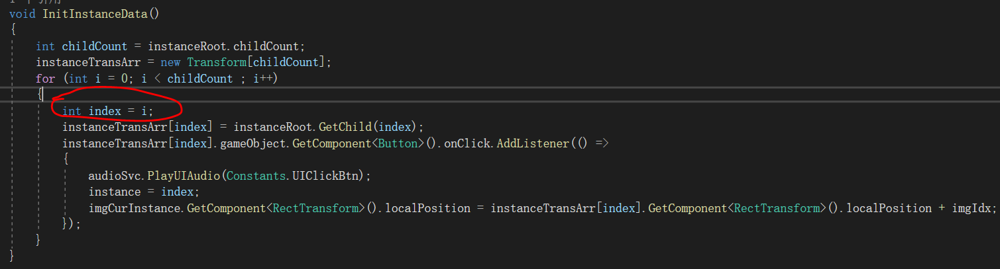 void InitInstanceData()
{
int childCount = instanceRoot.childCount;
instanceTransArr = new Transform[childCount];
for (int i = 0; i < childCount ; i++)
{
int index = i;
instanceTransArr[index] = instanceRoot.GetChild(index);
instanceTransArr[index].gameObject.GetComponent<Button>().onClick.AddListener(() =>
{
audioSvc.PlayUIAudio(Constants.UIClickBtn);
instance = index;
imgCurInstance.GetComponent<RectTransform>().localPosition = instanceTransArr[index].GetComponent<RectTransform>().localPosition + imgIdx;
});
}
}